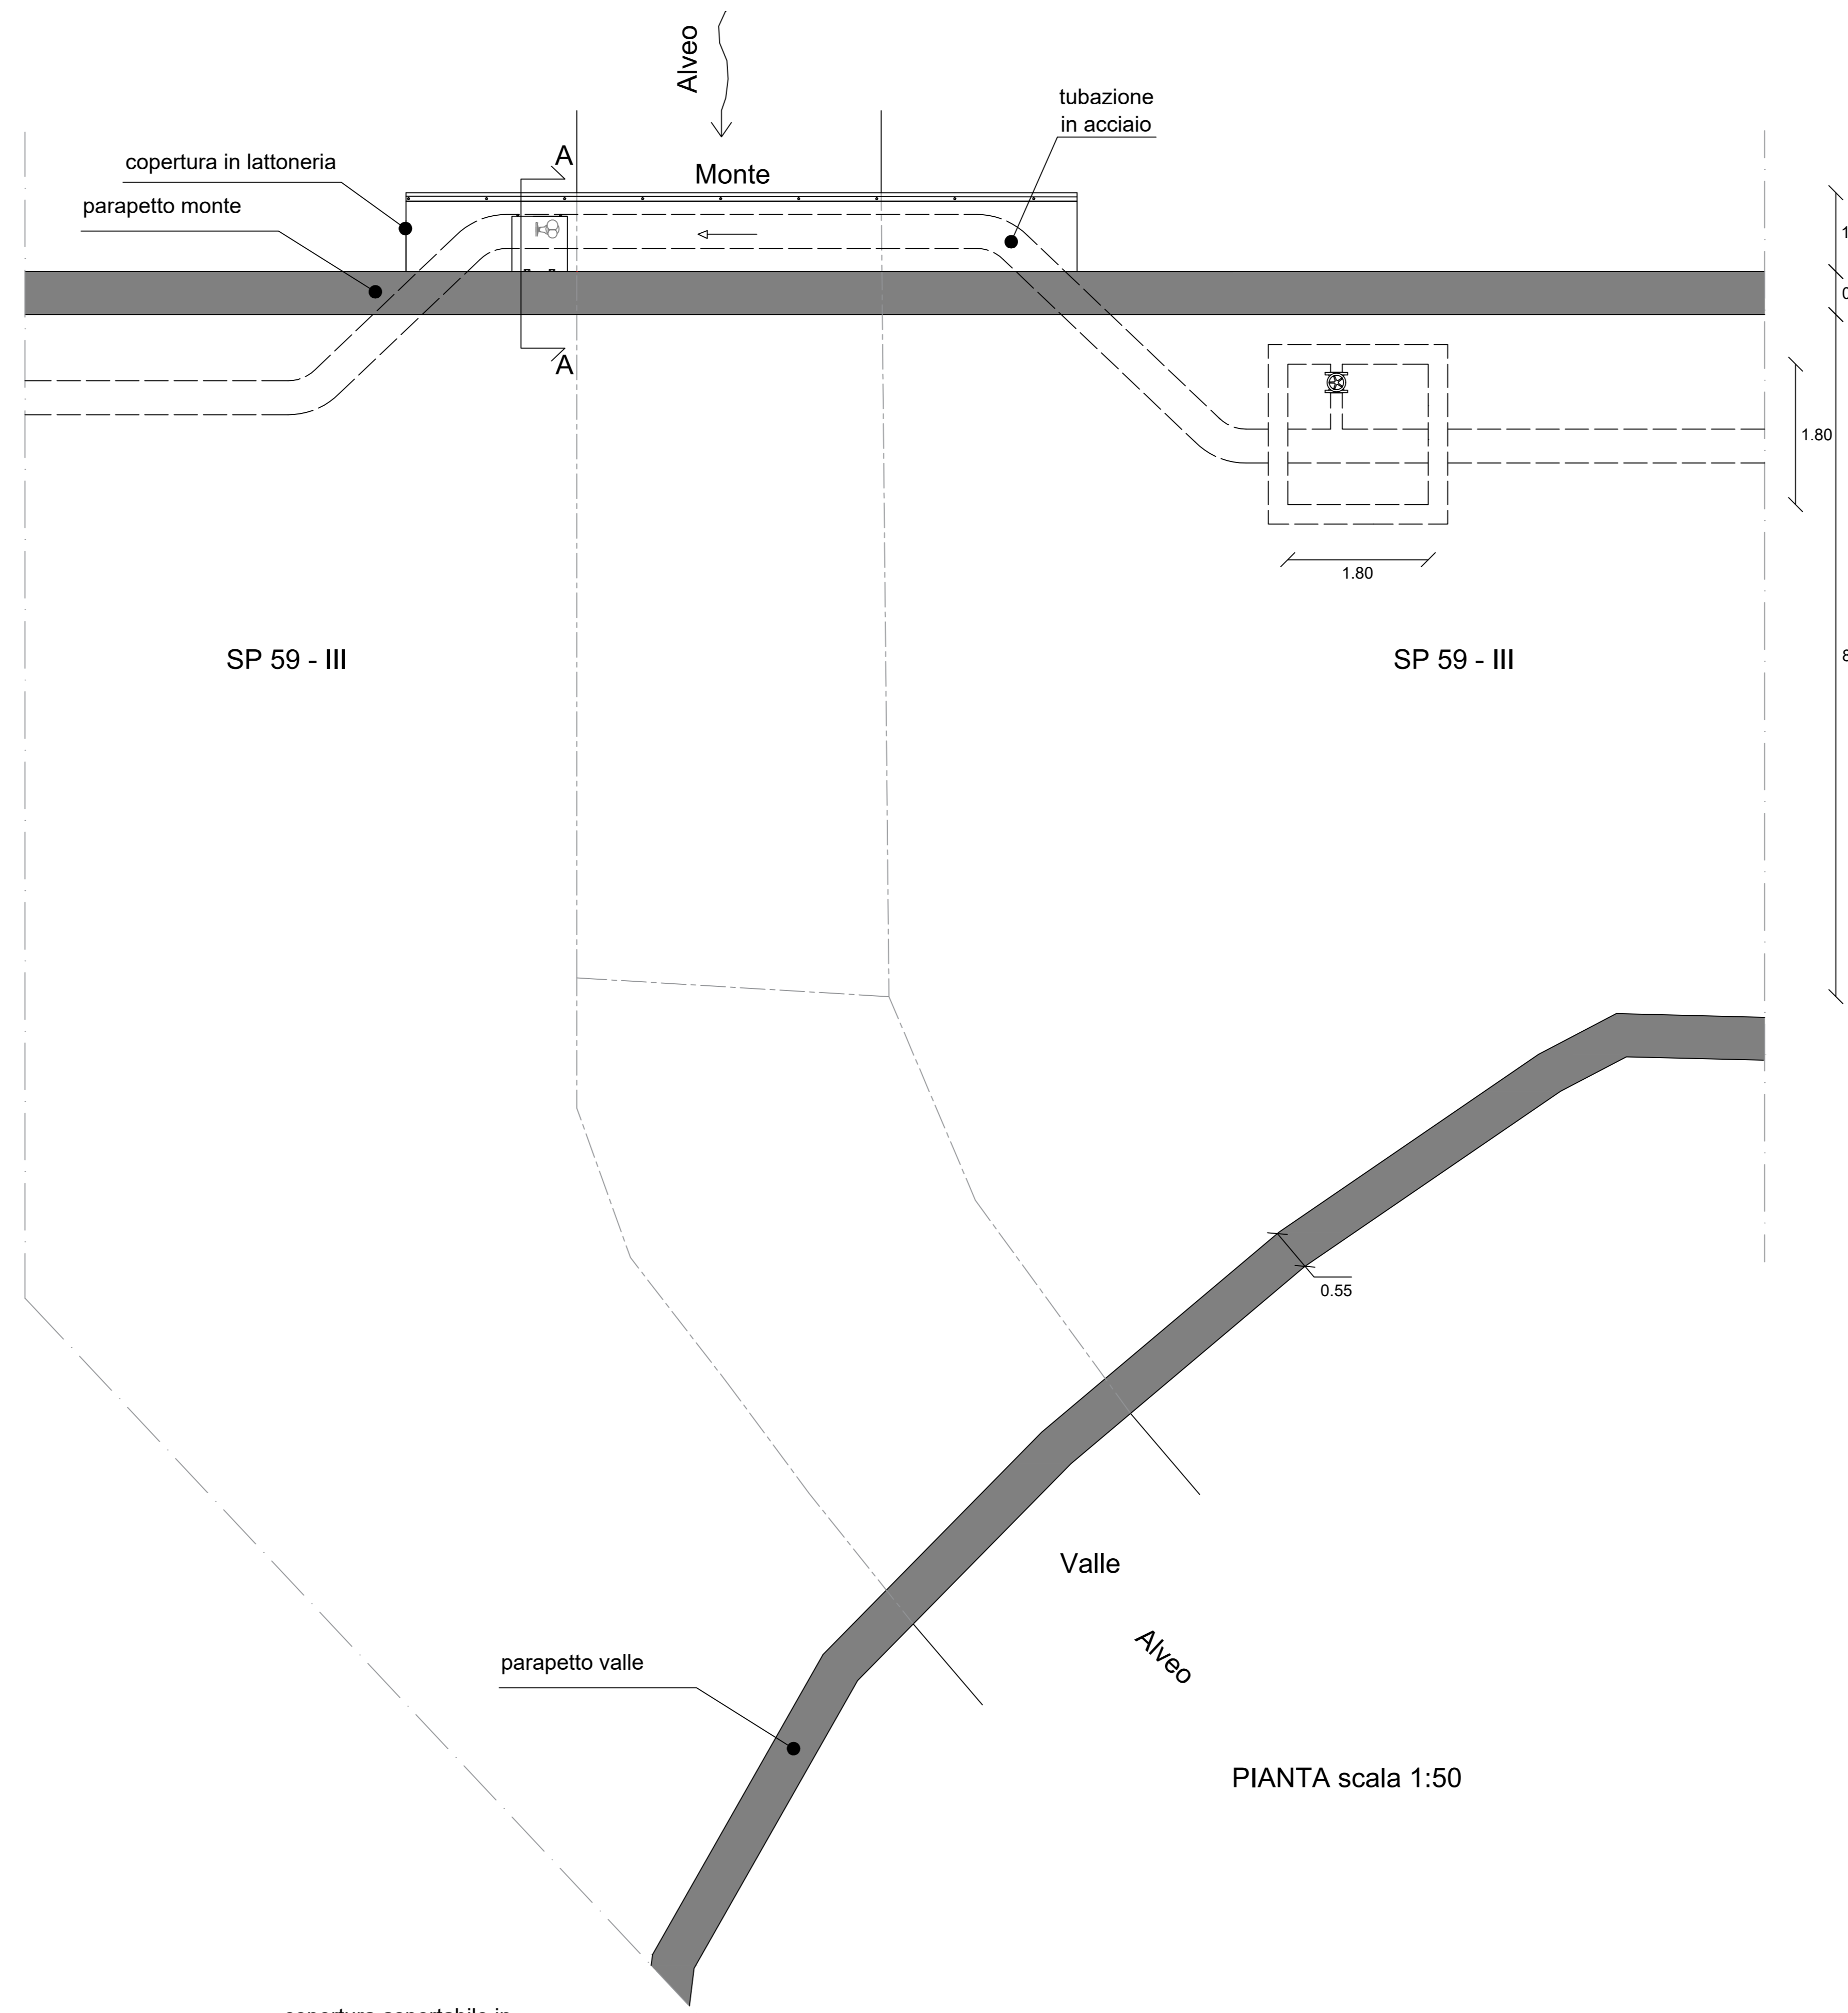 Alveo
tubazione
in acciaio
copertura in lattoneria
A
Monte
parapetto monte
A
1.80
1.80
SP 59 - III
SP 59 - III
0.55
Valle
Alveo
parapetto valle
PIANTA scala 1:50